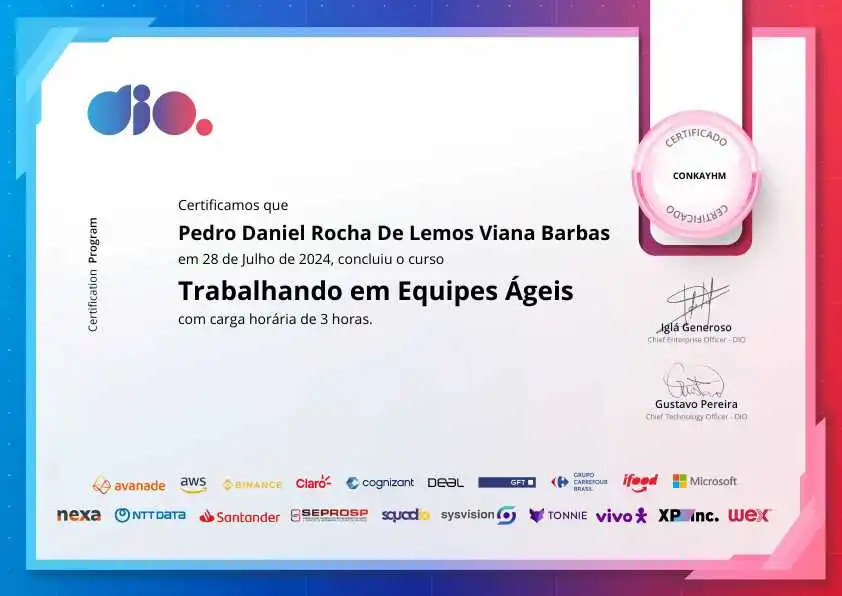 dio.
CERTIFICADO
CONKAYHM
CERTIFICADO
Certification Program
Certificamos que
Pedro Daniel Rocha De Lemos Viana Barbas
em 28 de Julho de 2024, concluiu o curso
Trabalhando em Equipes Ágeis
com carga horária de 3 horas.
Iglá Generoso
Chief Enterprise Officer - DIO
Gustavo Pereira
Chief Technology Officer - DIO
avanade aws BINANCE Claro cognizant DEAL GFT GRUPO CARREFOUR BRASIL ifood Microsoft
nexa NTT DATA Santander SEPROSP squadio sysvision TONNIE vivo XP inc. wex